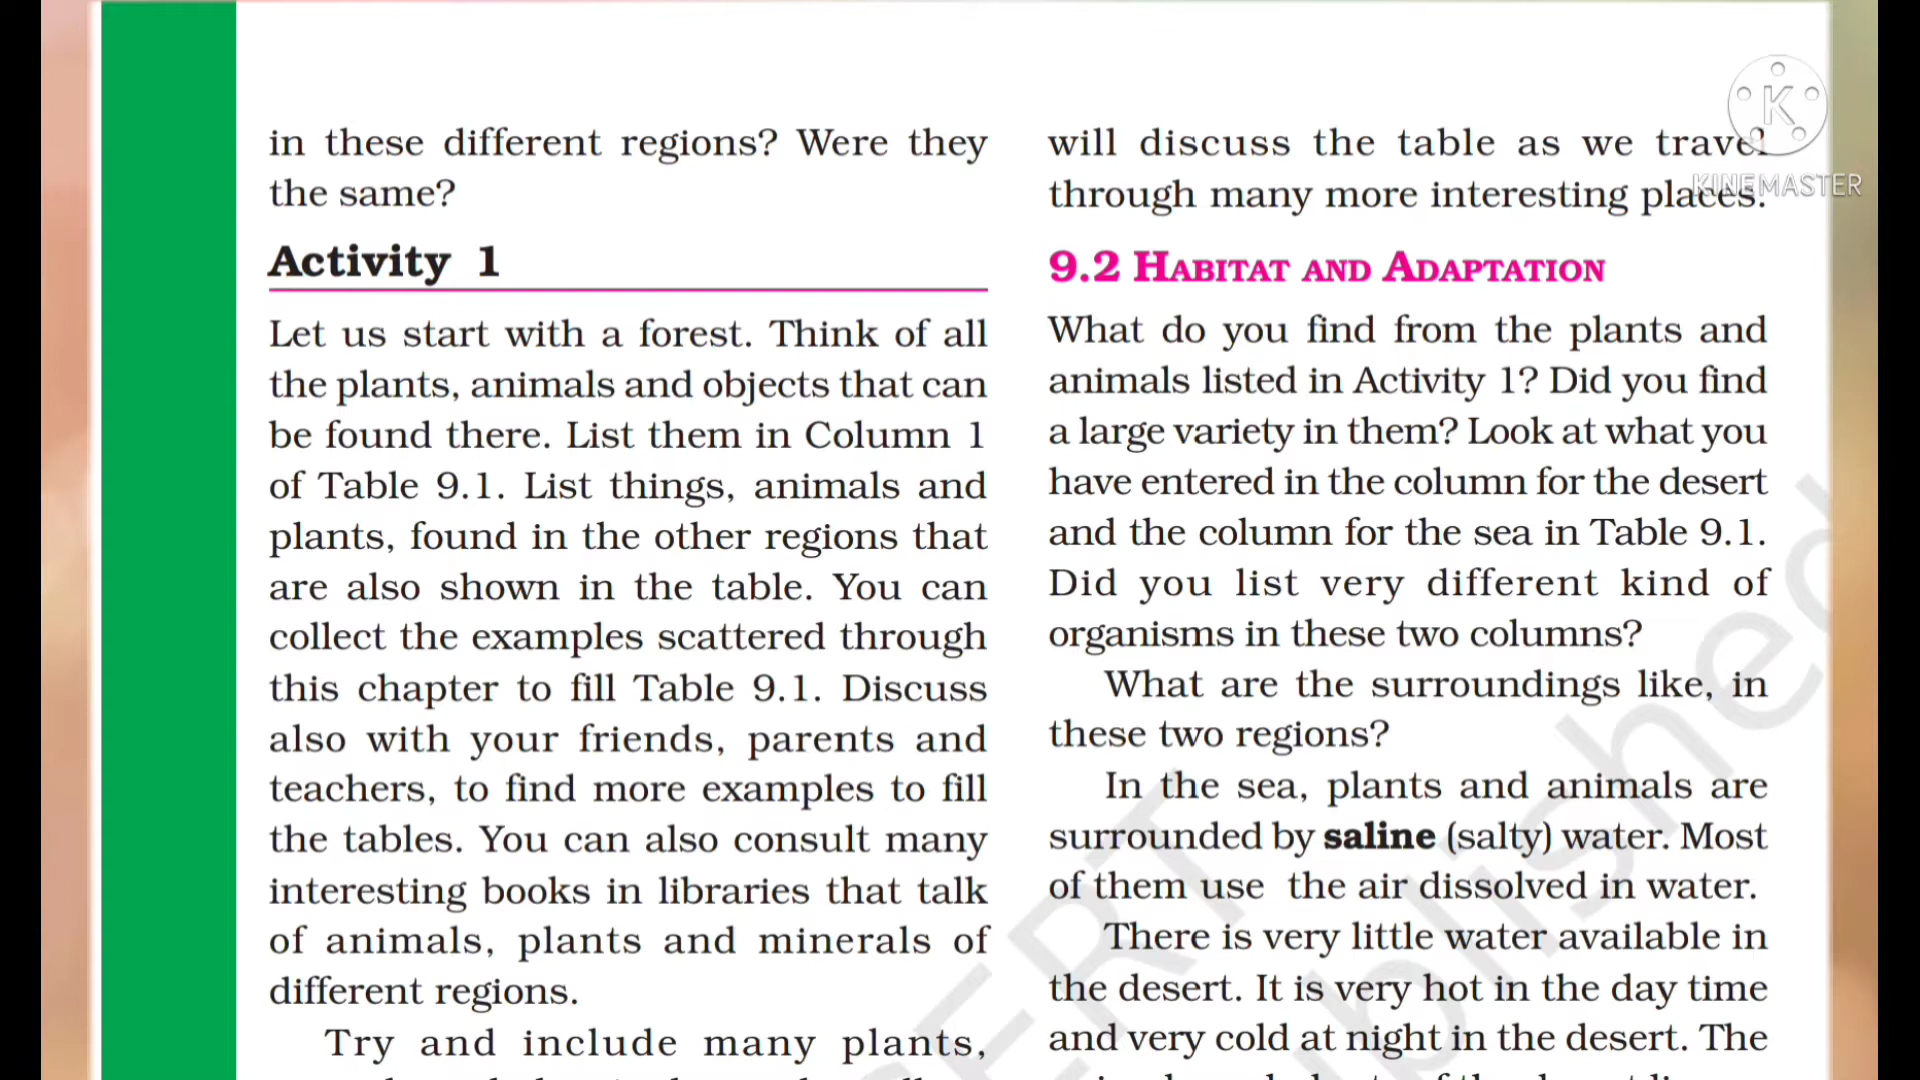 in these different regions? Were they
the same?
Activity 1
Let us start with a forest. Think of all
the plants, animals and objects that can
be found there. List them in Column 1
of Table 9.1. List things, animals and
plants, found in the other regions that
are also shown in the table. You can
collect the examples scattered through
this chapter to fill Table 9.1. Discuss
also with your friends, parents and
teachers, to find more examples to fill
the tables. You can also consult many
interesting books in libraries that talk
of animals, plants and minerals of
different regions.
Try and include many plants,
will discuss the table as we travel
through many more interesting places.
9.2 HABITAT AND ADAPTATION
What do you find from the plants and
animals listed in Activity 1? Did you find
a large variety in them? Look at what you
have entered in the column for the desert
and the column for the sea in Table 9.1.
Did you list very different kind of
organisms in these two columns?
What are the surroundings like, in
these two regions?
In the sea, plants and animals are
surrounded by saline (salty) water. Most
of them use the air dissolved in water.
There is very little water available in
the desert. It is very hot in the day time
and very cold at night in the desert. The
K
KINEMASTER